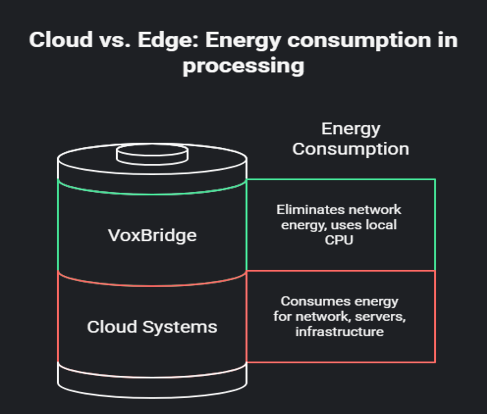 Cloud vs. Edge: Energy consumption in
processing
Energy
Consumption
VoxBridge
Eliminates network
energy, uses local
CPU
Cloud Systems
Consumes energy
for network, servers,
infrastructure